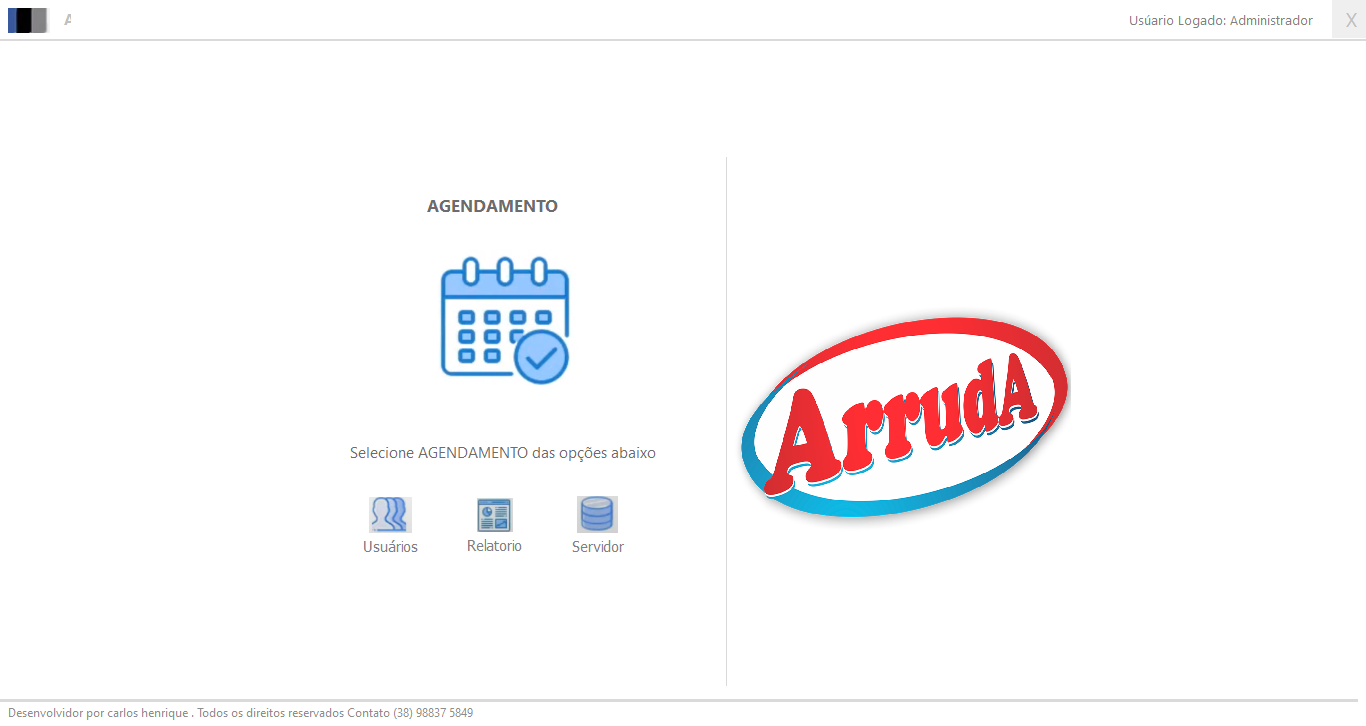 A
Usúario Logado: Administrador
X
AGENDAMENTO
ArrudA
Selecione AGENDAMENTO das opções abaixo
Usuários
Relatorio
Servidor
Desenvolvidor por carlos henrique . Todos os direitos reservados Contato (38) 98837 5849